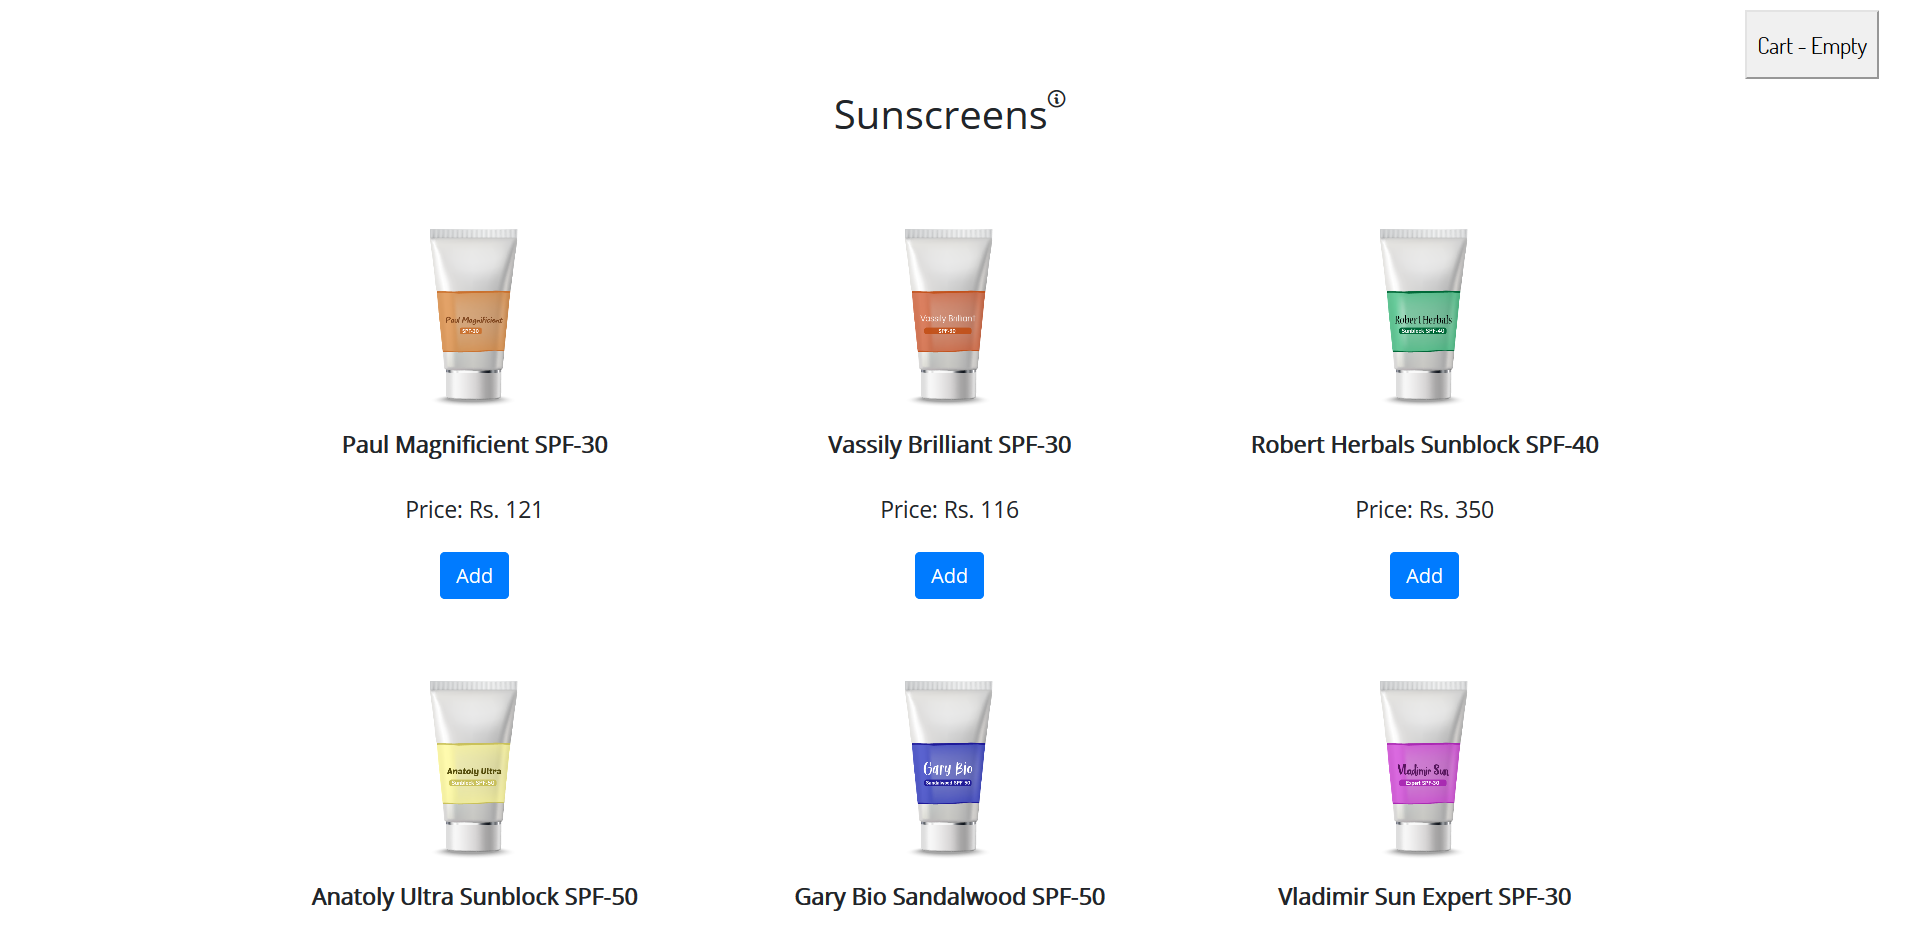 Cart - Empty
Sunscreens
Paul Magnificient
SPF-30
Vassily Brilliant
SPF-30
Robert Herbals
Sunblock SPF-40
Paul Magnificient SPF-30
Vassily Brilliant SPF-30
Robert Herbals Sunblock SPF-40
Price: Rs. 121
Price: Rs. 116
Price: Rs. 350
Add
Add
Add
Anatoly Ultra
Sunblock SPF-50
Gary Bio
Sandalwood SPF-50
Vladimir Sun
Expert SPF-30
Anatoly Ultra Sunblock SPF-50
Gary Bio Sandalwood SPF-50
Vladimir Sun Expert SPF-30